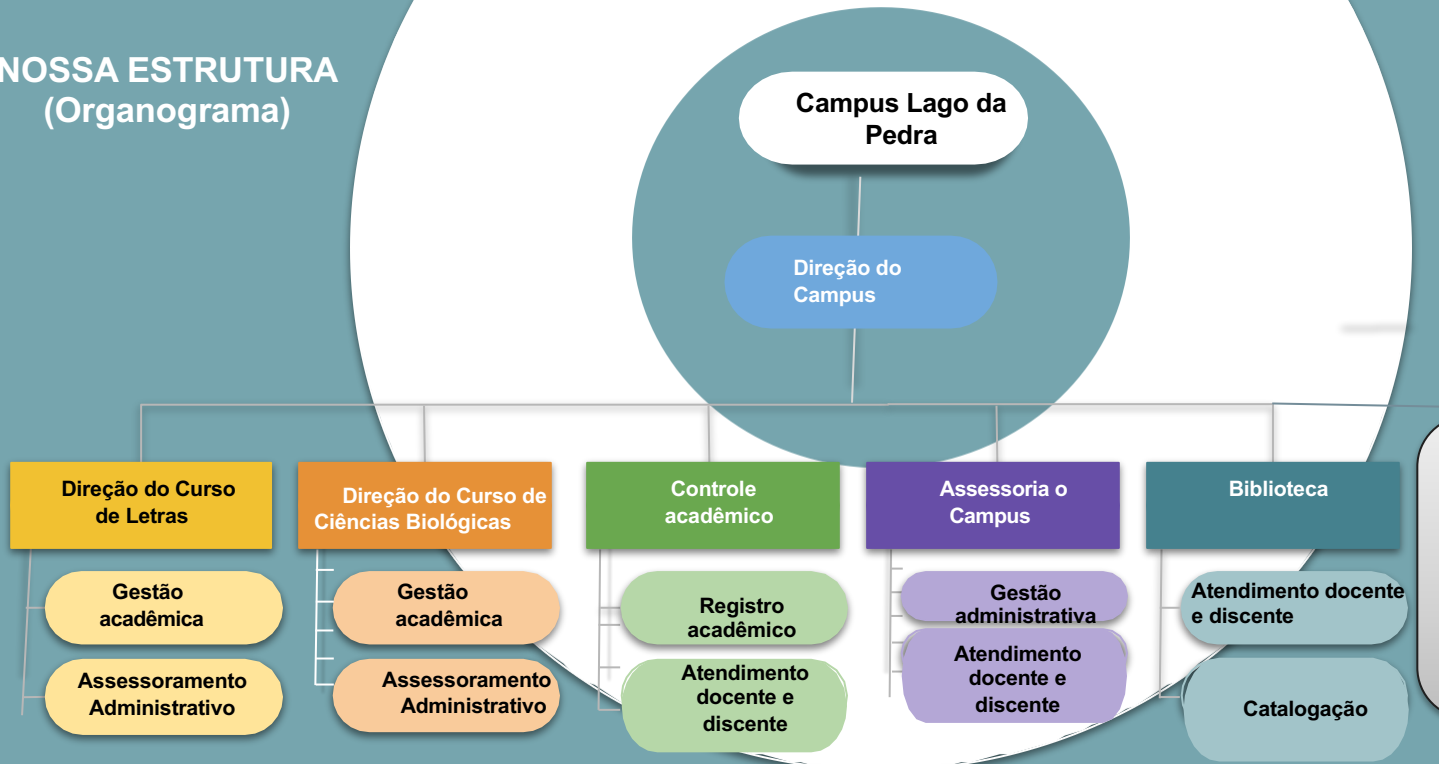 NOSSA ESTRUTURA
(Organograma)
Campus Lago da
Pedra
Direção do
Campus
Direção do Curso
de Letras
Gestão
acadêmica
Assessoramento
Administrativo
Direção do Curso de
Ciências Biológicas
Gestão
acadêmica
Assessoramento
Administrativo
Controle
acadêmico
Registro
acadêmico
Atendimento
docente e
discente
Assessoria o
Campus
Gestão
administrativa
Atendimento
docente e
discente
Biblioteca
Atendimento docente
e discente
Catalogação